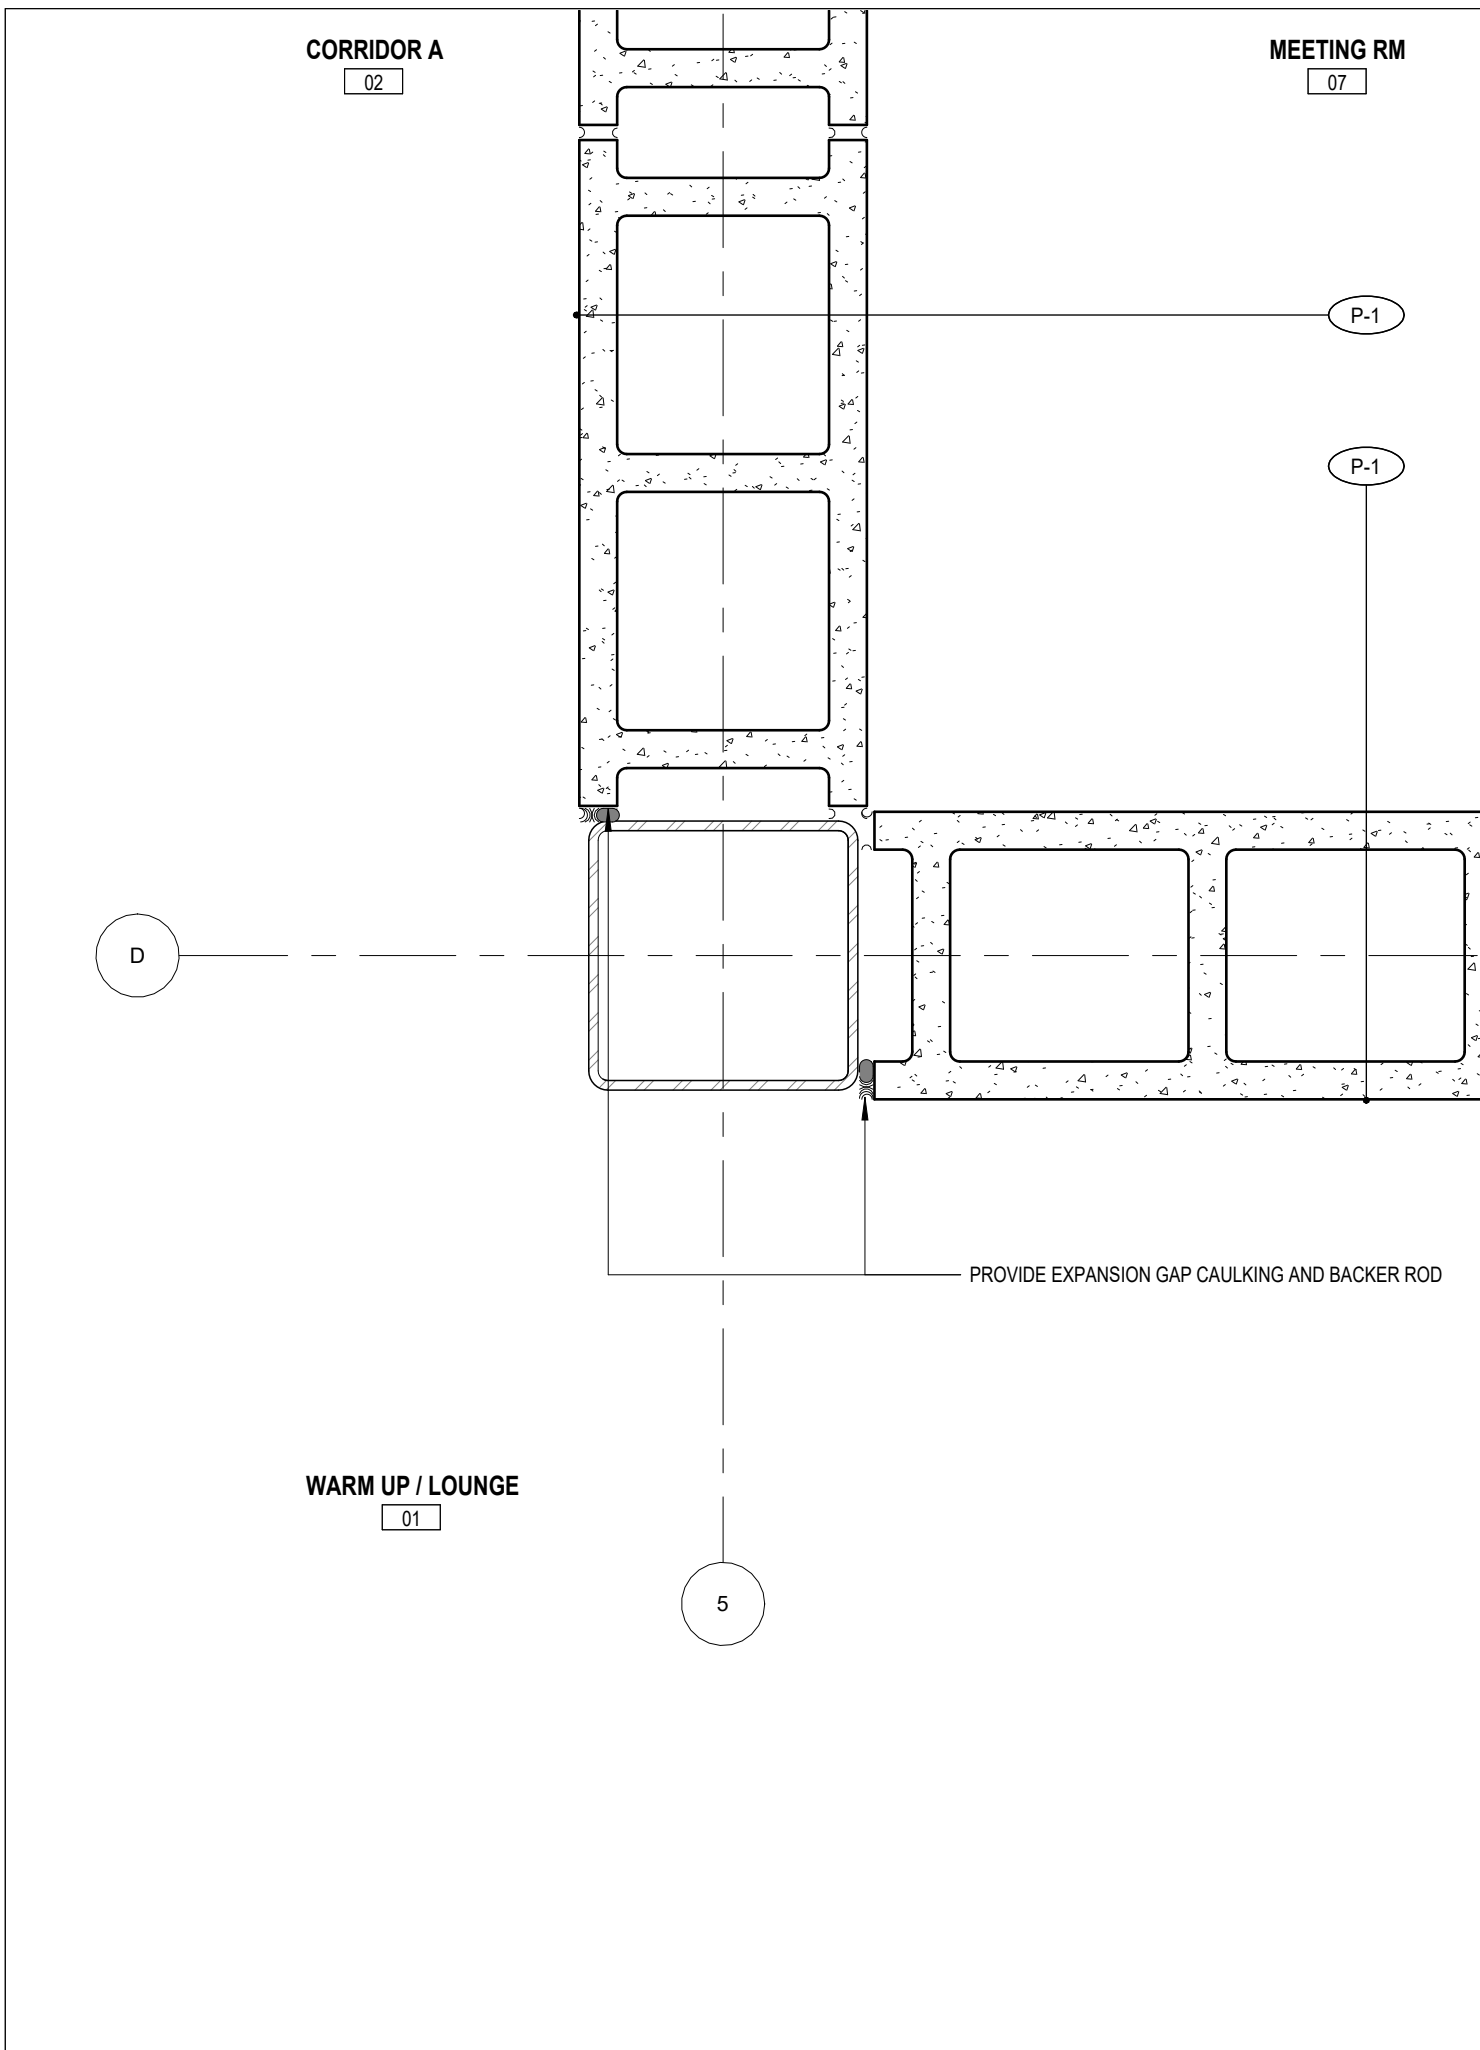 CORRIDOR A
02
MEETING RM
07
P-1
P-1
D
PROVIDE EXPANSION GAP CAULKING AND BACKER ROD
WARM UP / LOUNGE
01
5